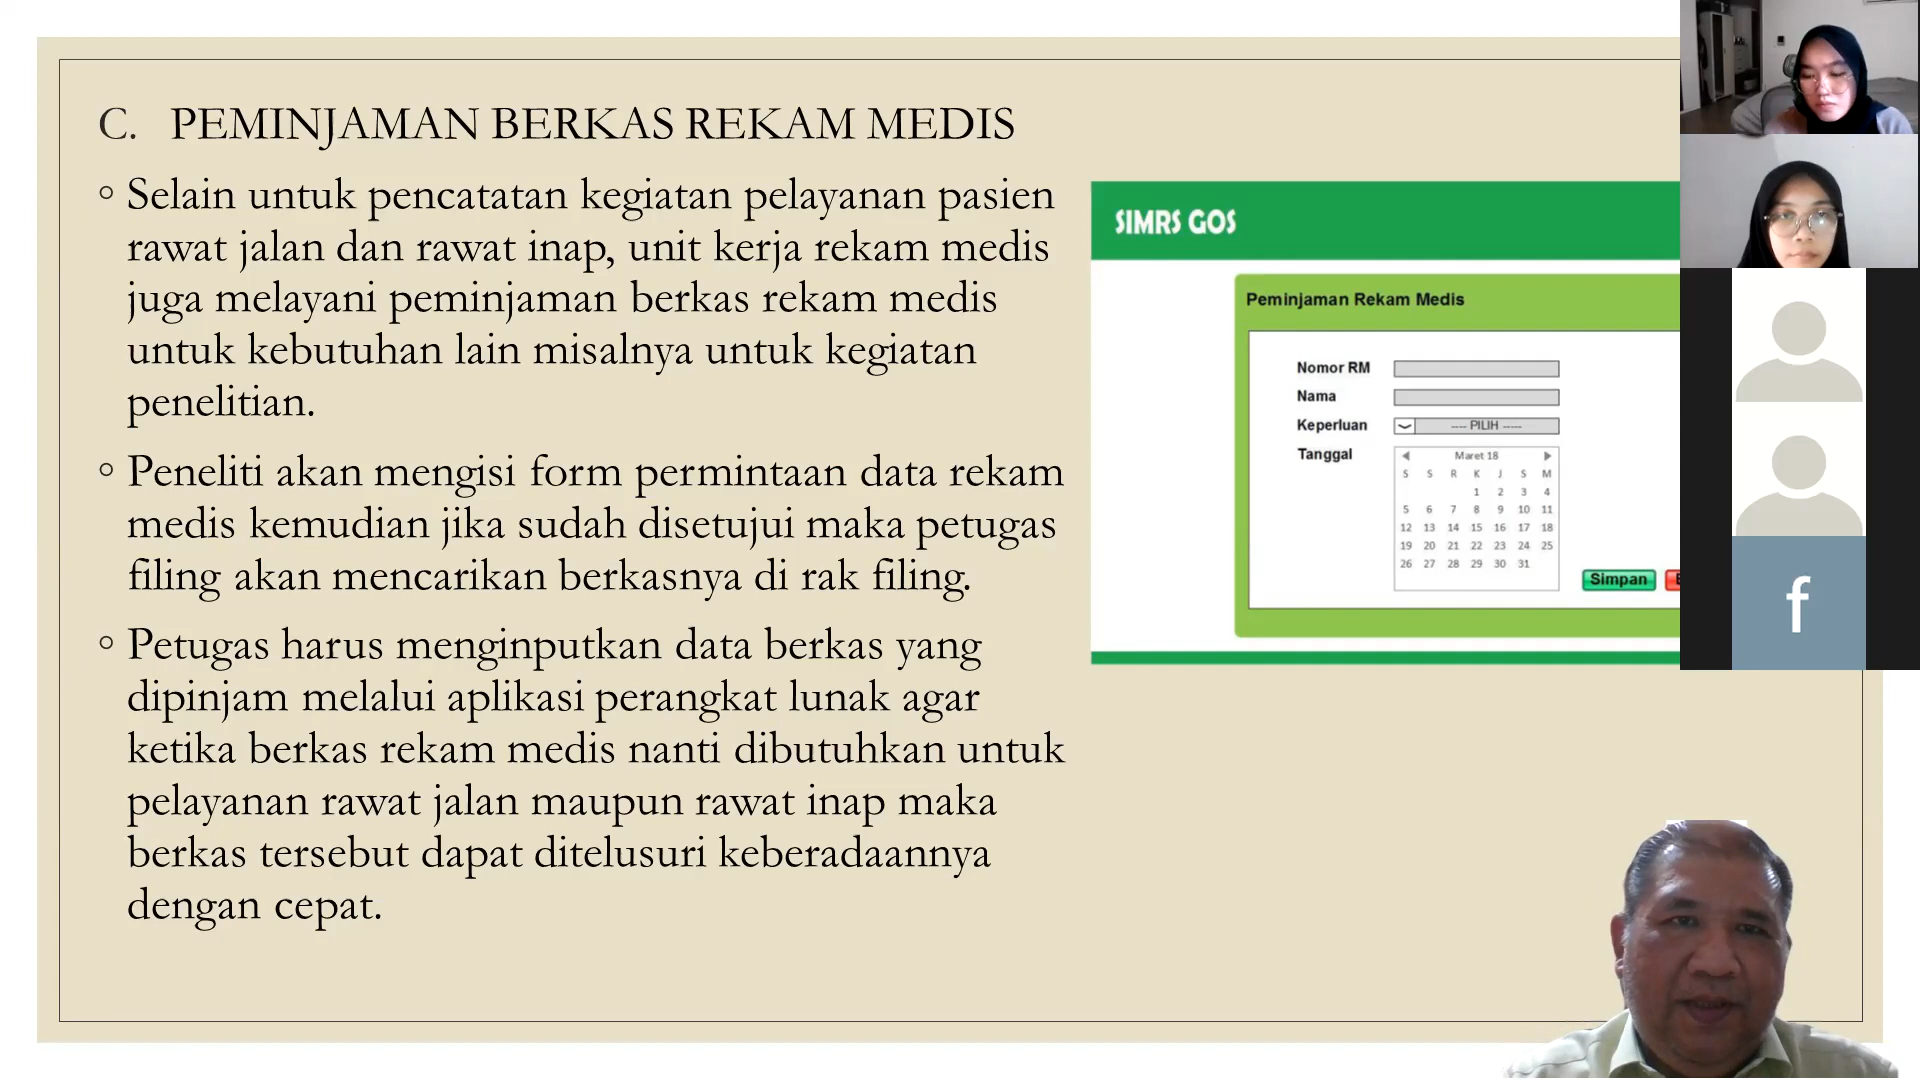 C. PEMINJAMAN BERKAS REKAM MEDIS
◦ Selain untuk pencatatan kegiatan pelayanan pasien
rawat jalan dan rawat inap, unit kerja rekam medis
juga melayani peminjaman berkas rekam medis
untuk kebutuhan lain misalnya untuk kegiatan
penelitian.
◦ Peneliti akan mengisi form permintaan data rekam
medis kemudian jika sudah disetujui maka petugas
filing akan mencarikan berkasnya di rak filing.
◦ Petugas harus menginputkan data berkas yang
dipinjam melalui aplikasi perangkat lunak agar
ketika berkas rekam medis nanti dibutuhkan untuk
pelayanan rawat jalan maupun rawat inap maka
berkas tersebut dapat ditelusuri keberadaannya
dengan cepat.
SIMRS GOS
Peminjaman Rekam Medis
Nomor RM
Nama
Keperluan ---- PILIH -----
Tanggal
Maret 18
S S R K J S M
1 2 3 4
5 6 7 8 9 10 11
12 13 14 15 16 17 18
19 20 21 22 23 24 25
26 27 28 29 30 31
Simpan
f